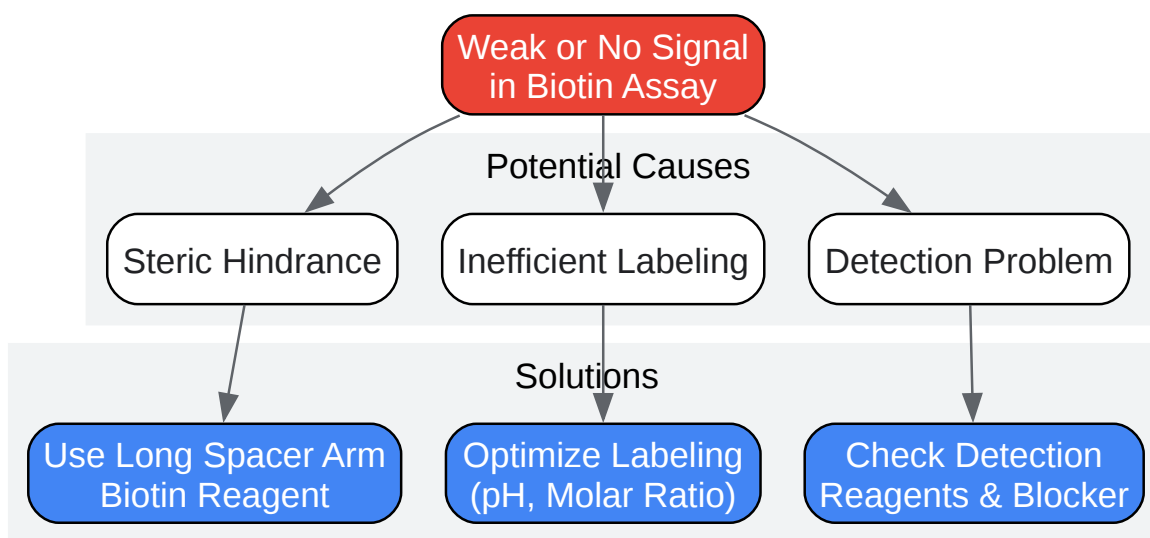 Weak or No Signal
in Biotin Assay
Potential Causes
Steric Hindrance
Inefficient Labeling
Detection Problem
Solutions
Use Long Spacer Arm
Biotin Reagent
Optimize Labeling
(pH, Molar Ratio)
Check Detection
Reagents & Blocker